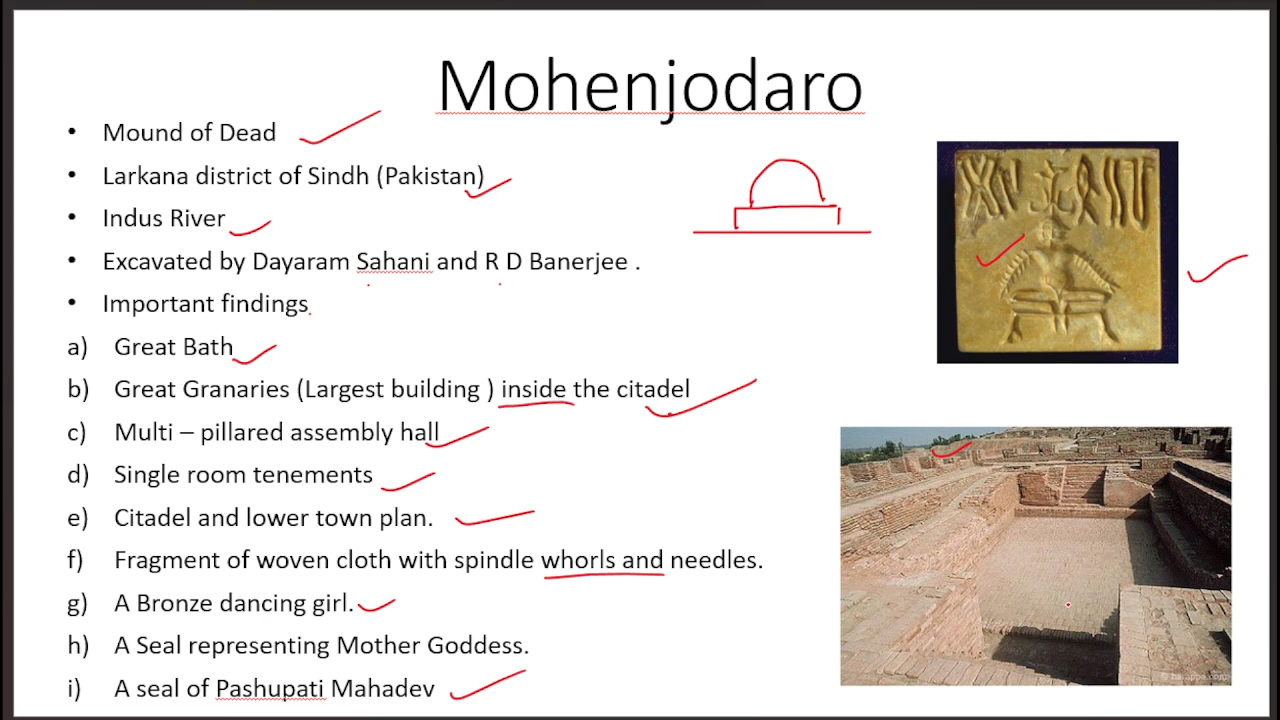 Mohenjodaro
• Mound of Dead
• Larkana district of Sindh (Pakistan)
• Indus River
• Excavated by Dayaram Sahani and R D Banerjee .
• Important findings
a) Great Bath
b) Great Granaries (Largest building ) inside the citadel
c) Multi – pillared assembly hall
d) Single room tenements
e) Citadel and lower town plan.
f) Fragment of woven cloth with spindle whorls and needles.
g) A Bronze dancing girl.
h) A Seal representing Mother Goddess.
i) A seal of Pashupati Mahadev